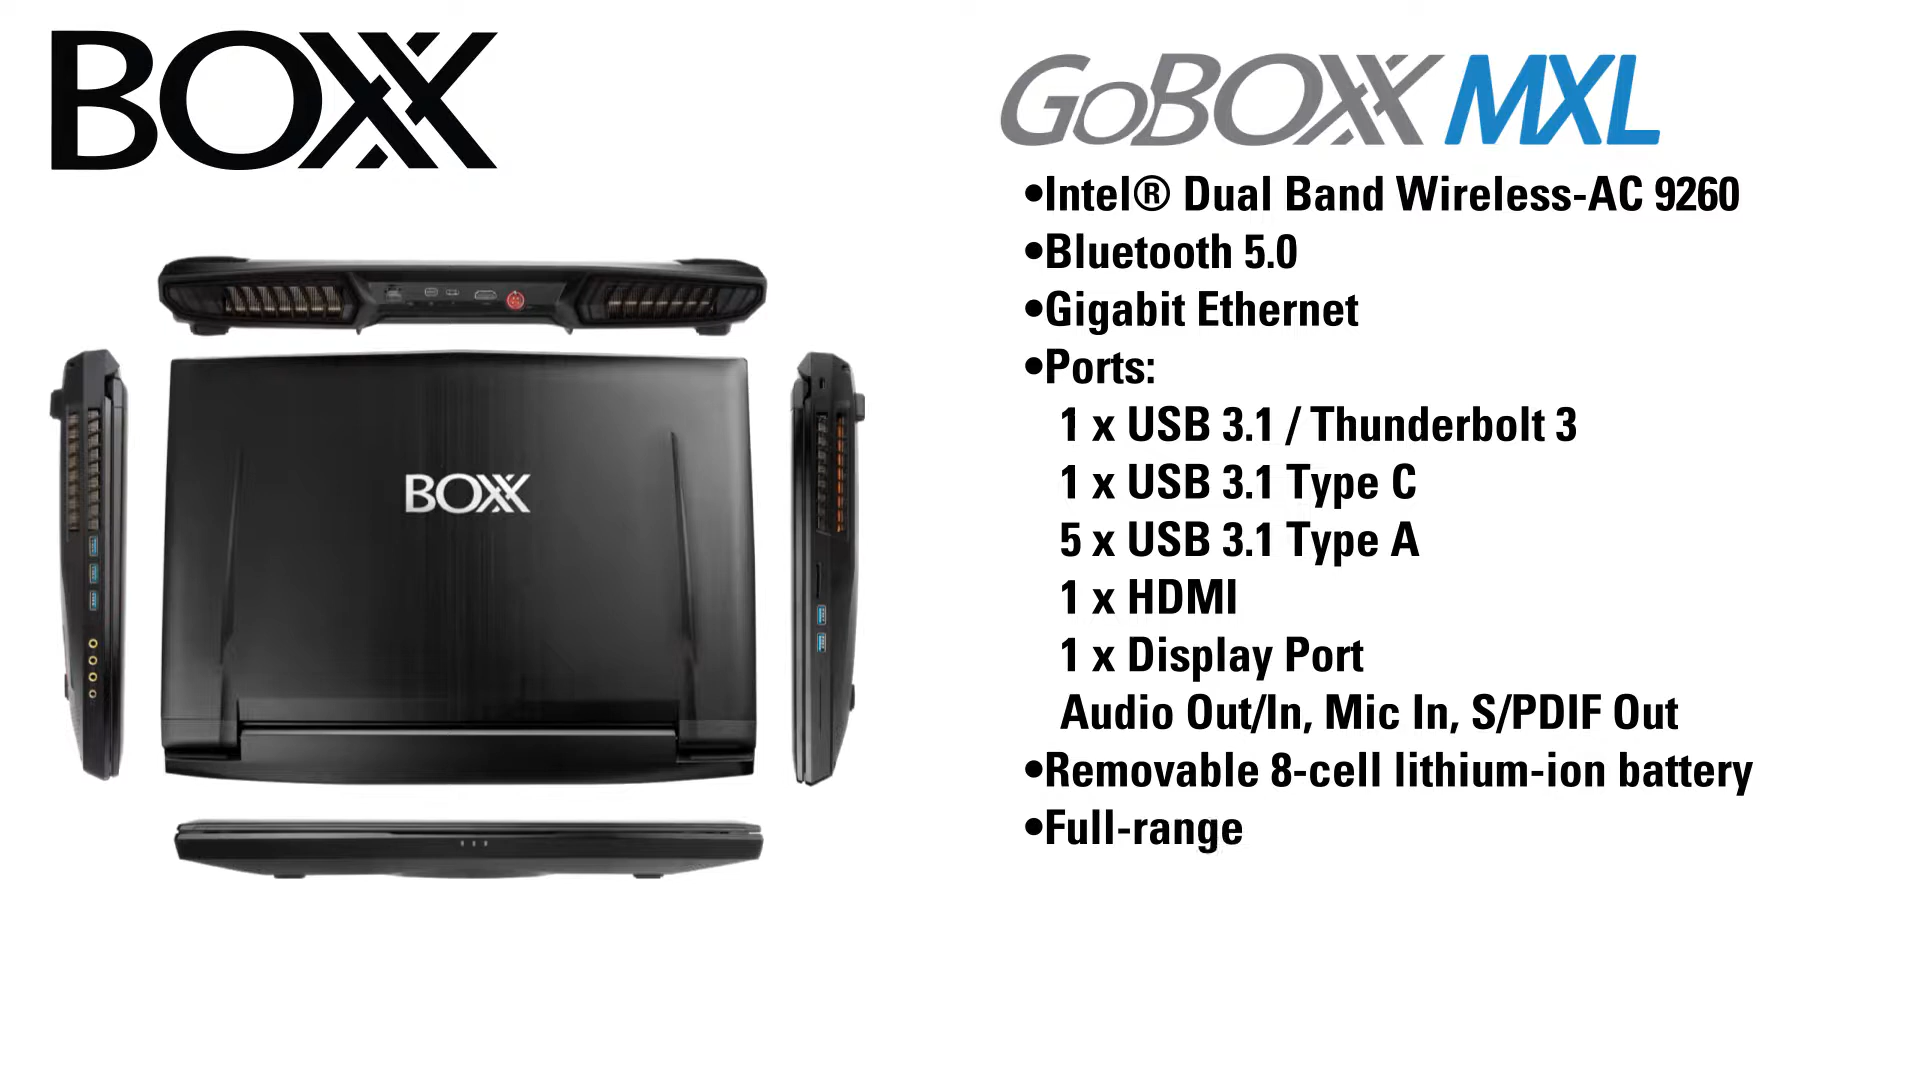 BOXX
GoBOXX MXL
•Intel® Dual Band Wireless-AC 9260
•Bluetooth 5.0
•Gigabit Ethernet
•Ports:
1 x USB 3.1 / Thunderbolt 3
1 x USB 3.1 Type C
5 x USB 3.1 Type A
1 x HDMI
1 x Display Port
Audio Out/In, Mic In, S/PDIF Out
•Removable 8-cell lithium-ion battery
•Full-range
BOXX